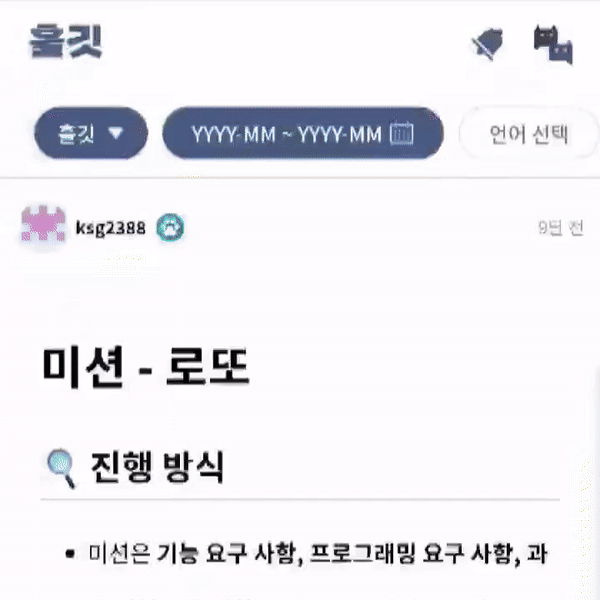 흘깃
흘깃 ▼ YYYY-MM ~ YYYY-MM 언어 선택
ksg2388 9달 전
미션 - 로또
🔍 진행 방식
• 미션은 기능 요구 사항, 프로그래밍 요구 사항, 과